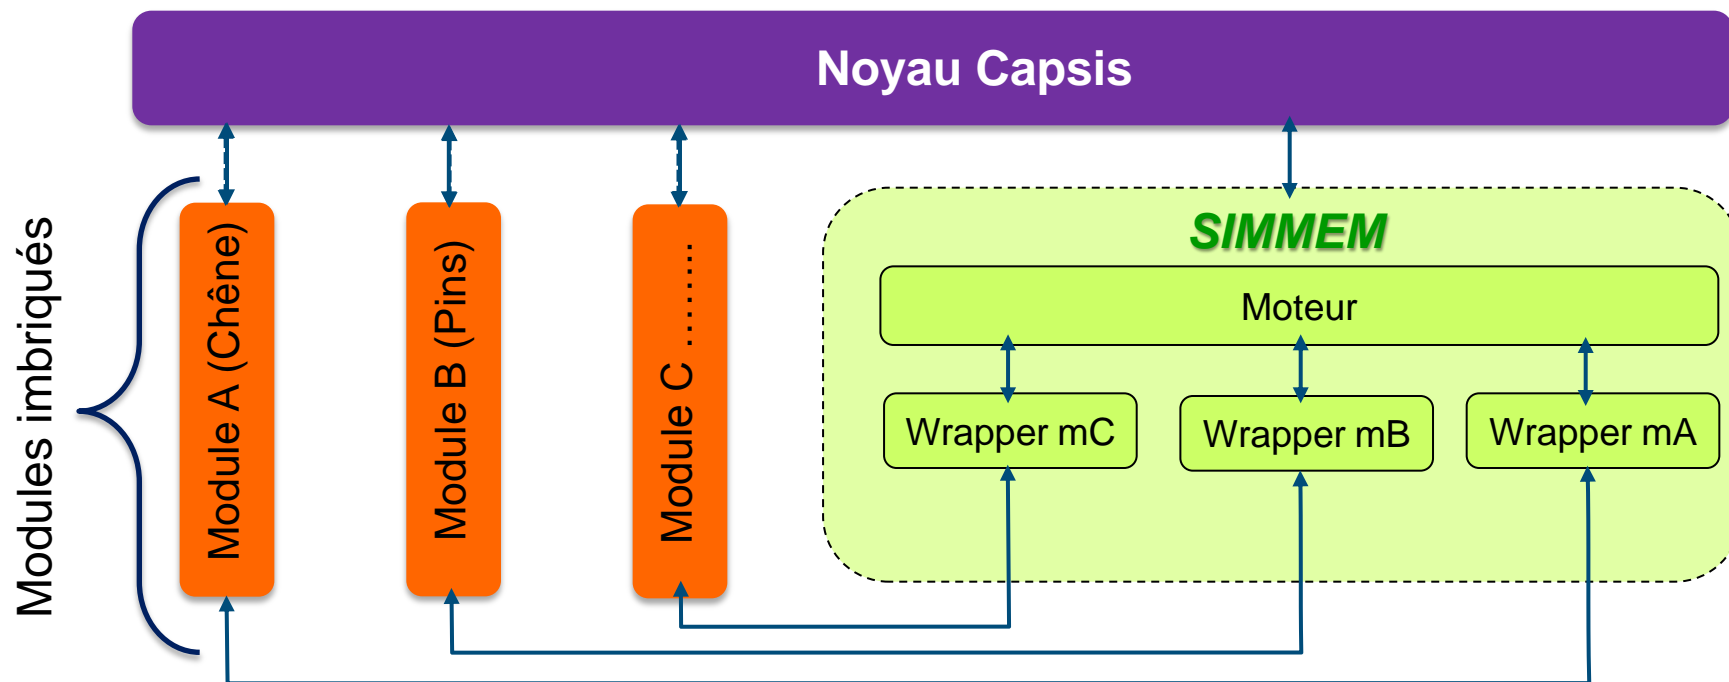 Noyau Capsis
Modules imbriqués
Module A (Chêne)
Module B (Pins)
Module C ........
SIMMEM
Moteur
Wrapper mC
Wrapper mB
Wrapper mA